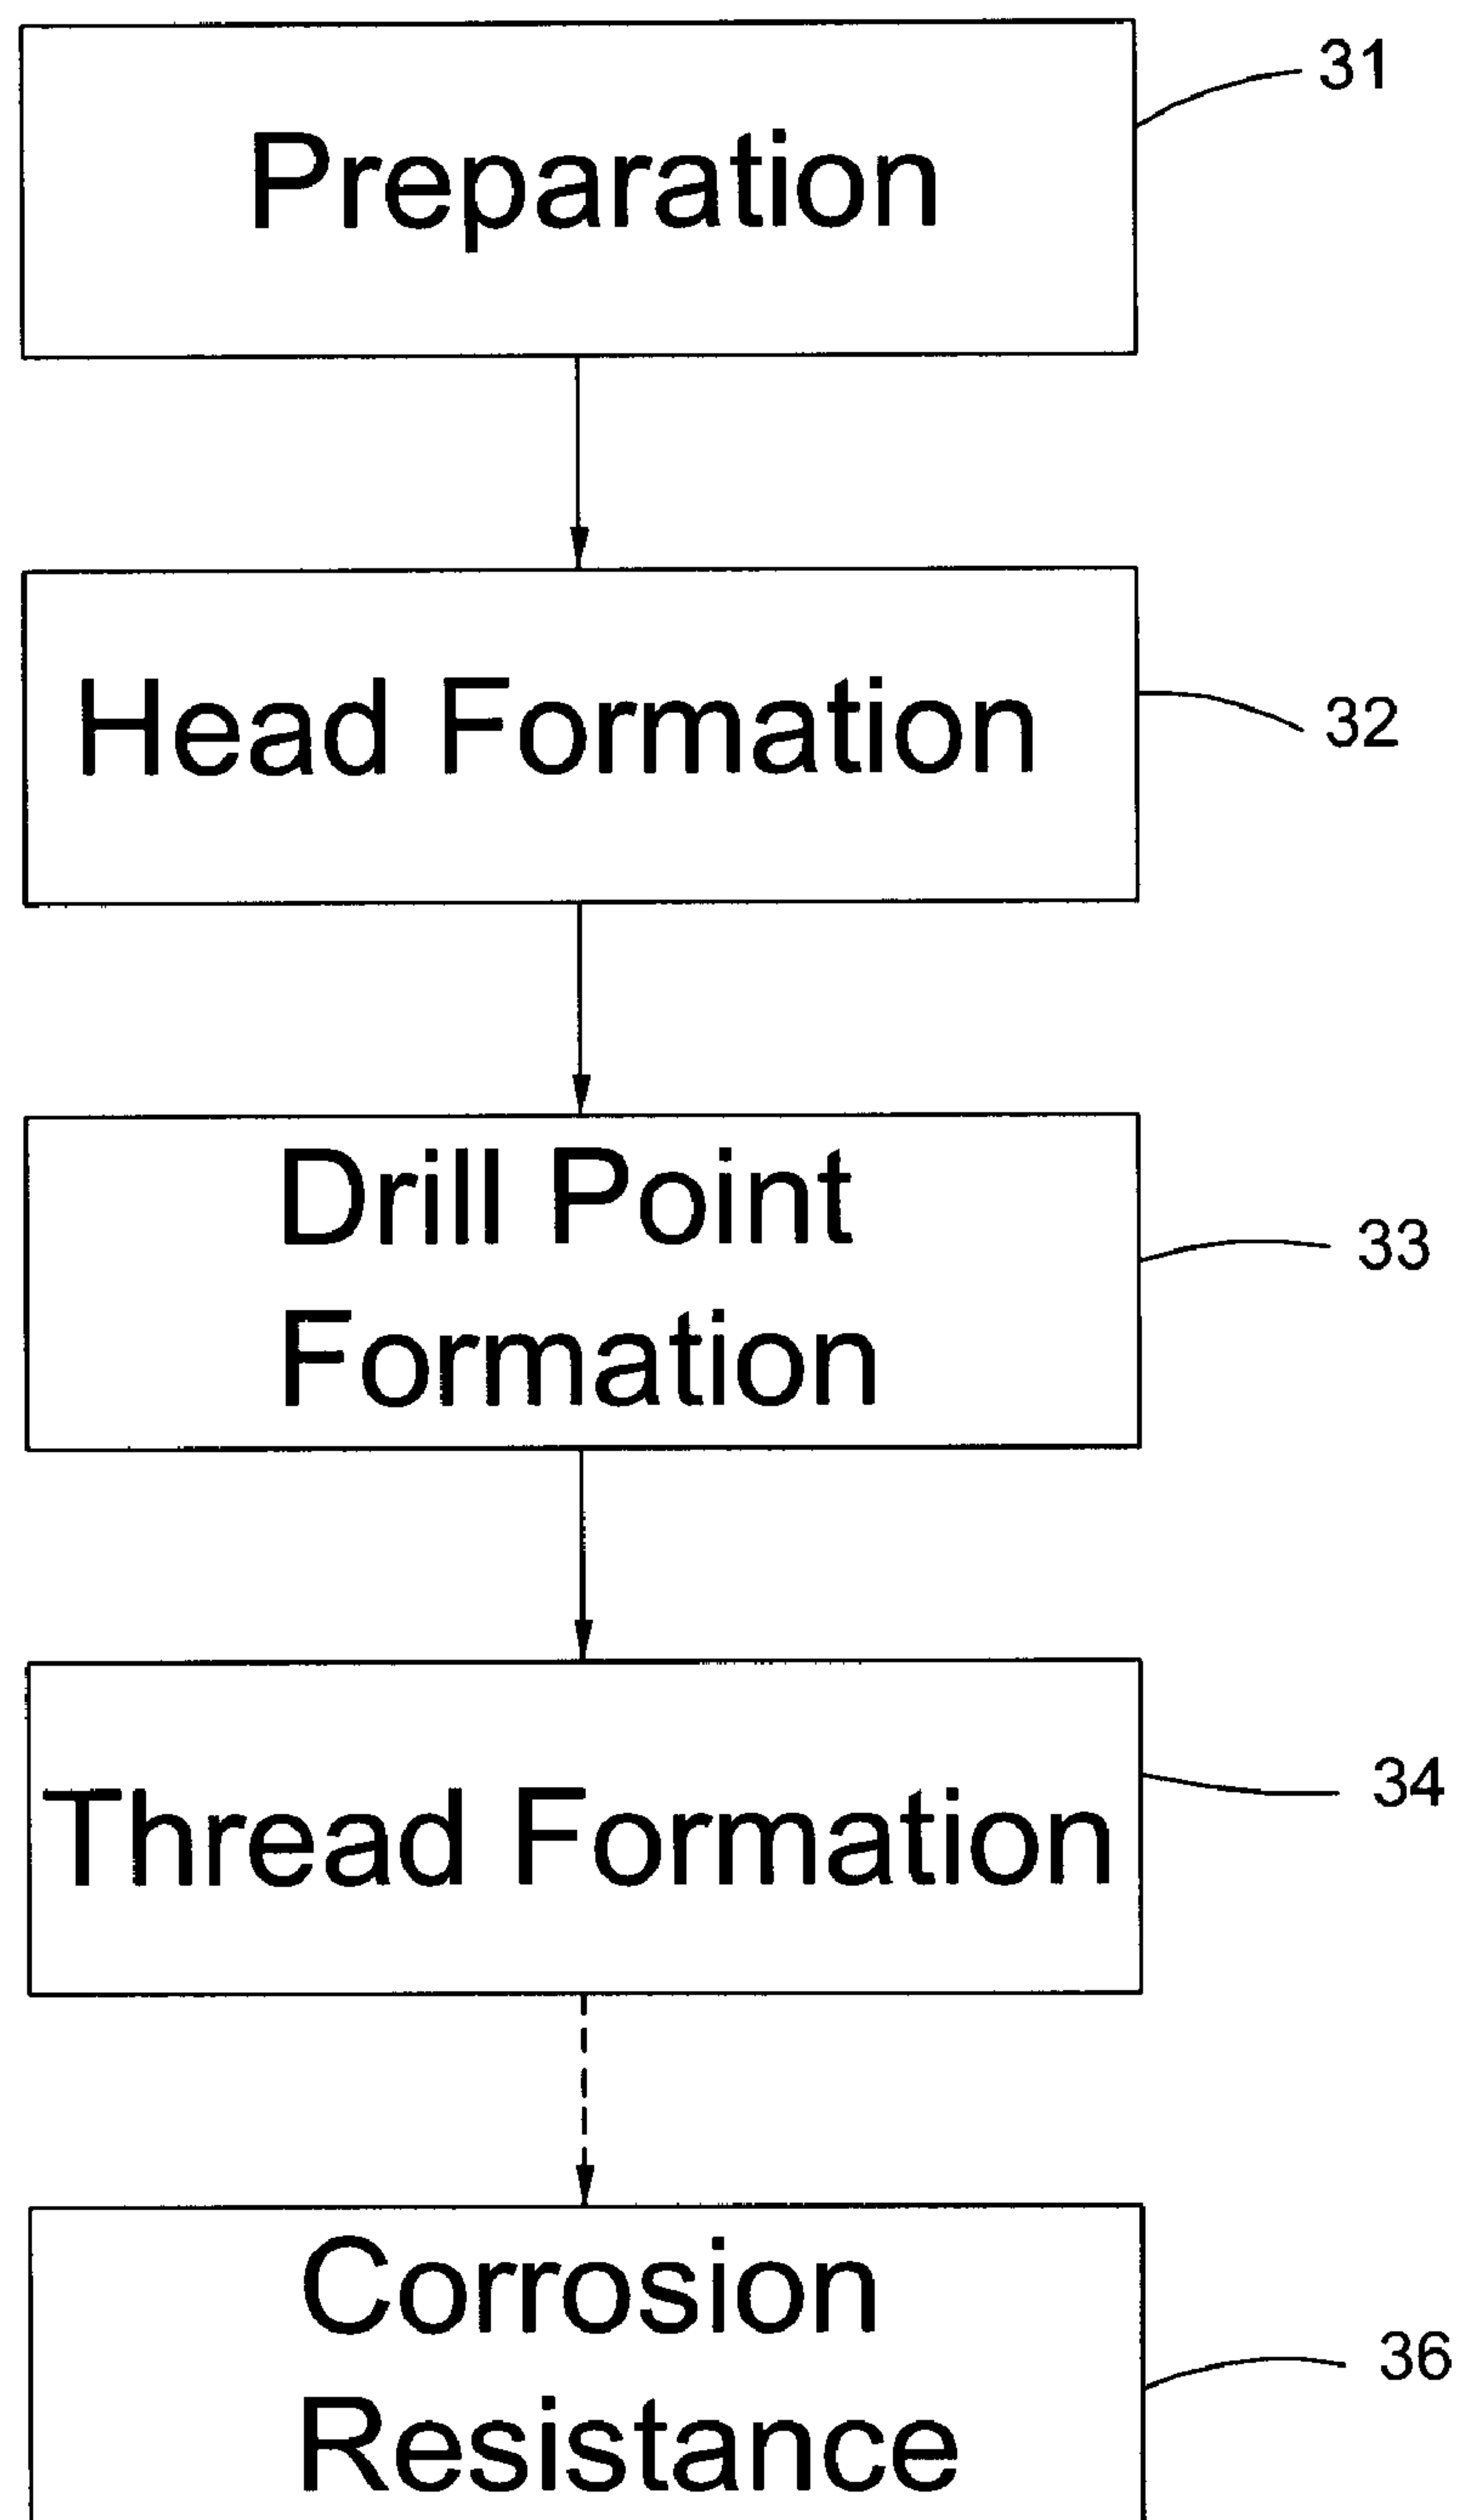 Preparation
31
Head Formation
32
Drill Point
Formation
33
Thread Formation
34
Corrosion
Resistance
36